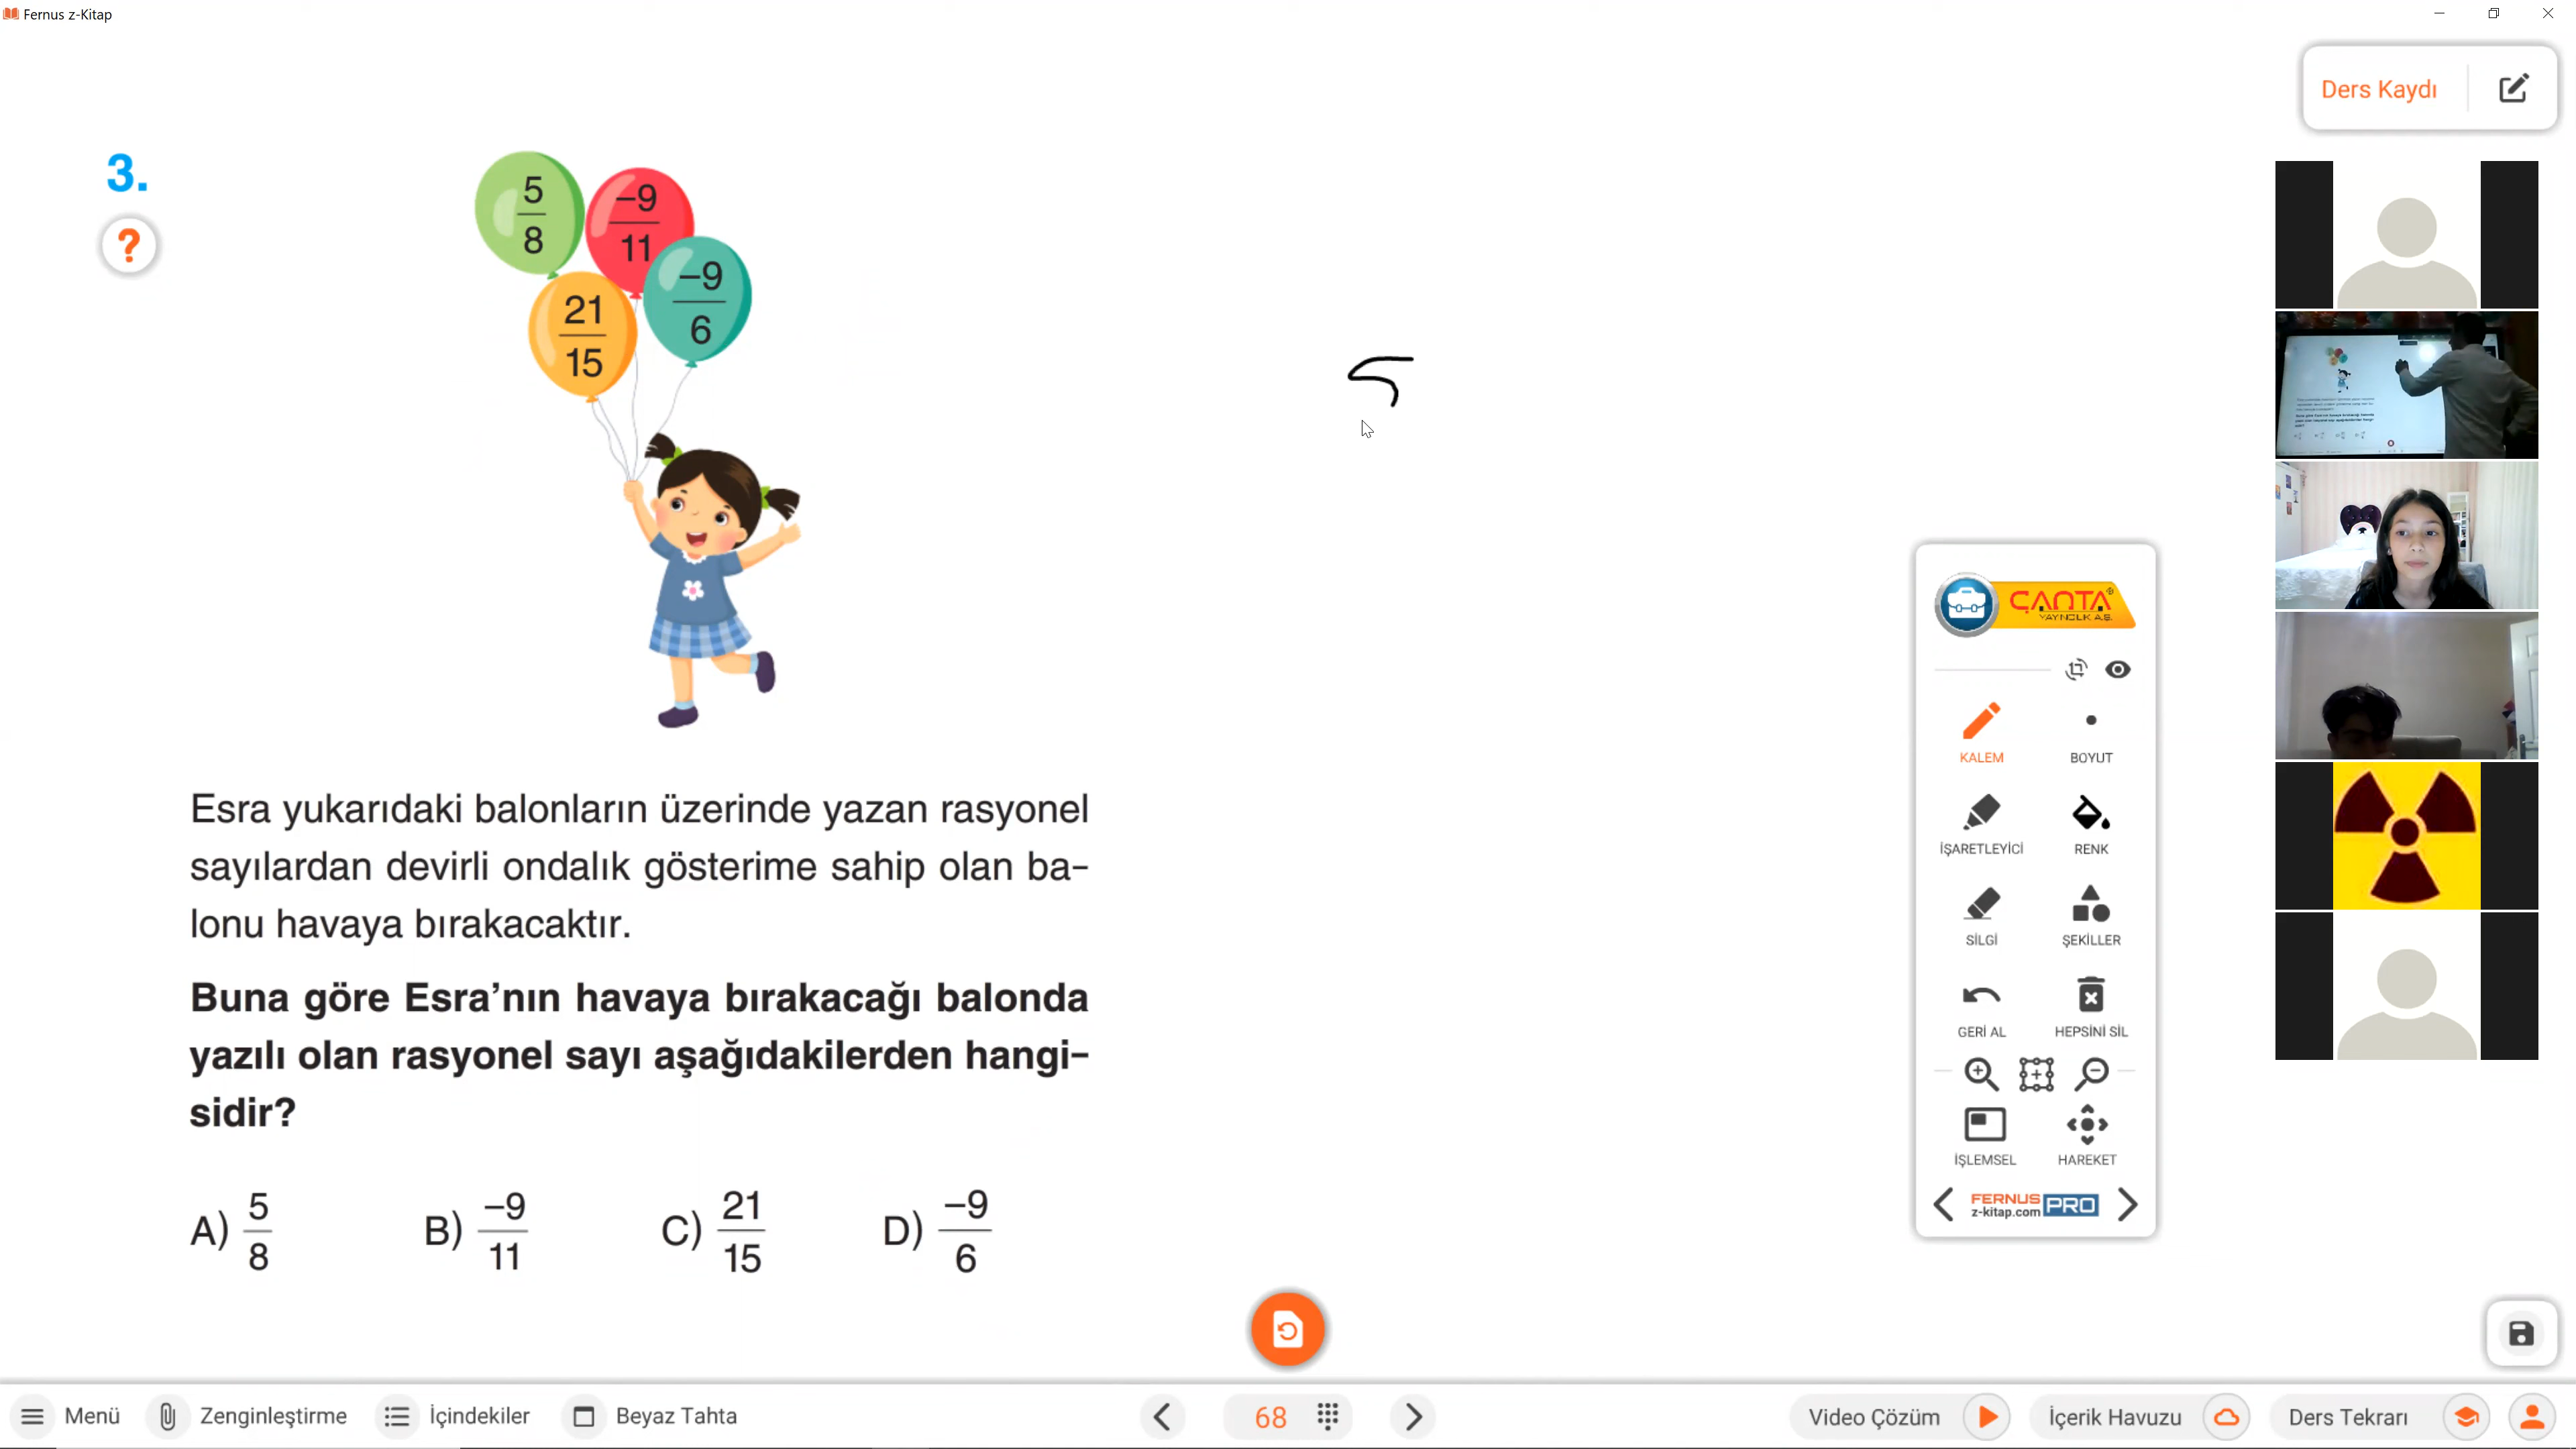 Fernus z-Kitap
Ders Kaydı
3.
?
5
8
–9
11
21
15
–9
6
5
Esra yukarıdaki balonların üzerinde yazan rasyonel
sayılardan devirli ondalık gösterime sahip olan ba-
lonu havaya bırakacaktır.
Buna göre Esra’nın havaya bırakacağı balonda
yazılı olan rasyonel sayı aşağıdakilerden hangi-
sidir?
A) 5/8 B) –9/11 C) 21/15 D) –9/6
ÇANTA
YAYINCILIK A.Ş.
KALEM BOYUT
İŞARETLEYİCİ RENK
SİLGİ ŞEKİLLER
GERİ AL HEPSİNİ SİL
İŞLEMSEL HAREKET
FERNUS
z-kitap.com PRO
Menü Zenginleştirme İçindekiler Beyaz Tahta 68 Video Çözüm İçerik Havuzu Ders Tekrarı